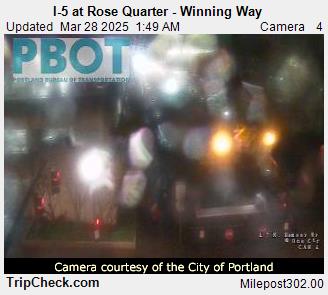 I-5 at Rose Quarter - Winning Way
Updated Mar 28 2025 1:49 AM Camera 4
PBOT
PORTLAND BUREAU OF TRANSPORTATION
Camera courtesy of the City of Portland
TripCheck.com Milepost302.00